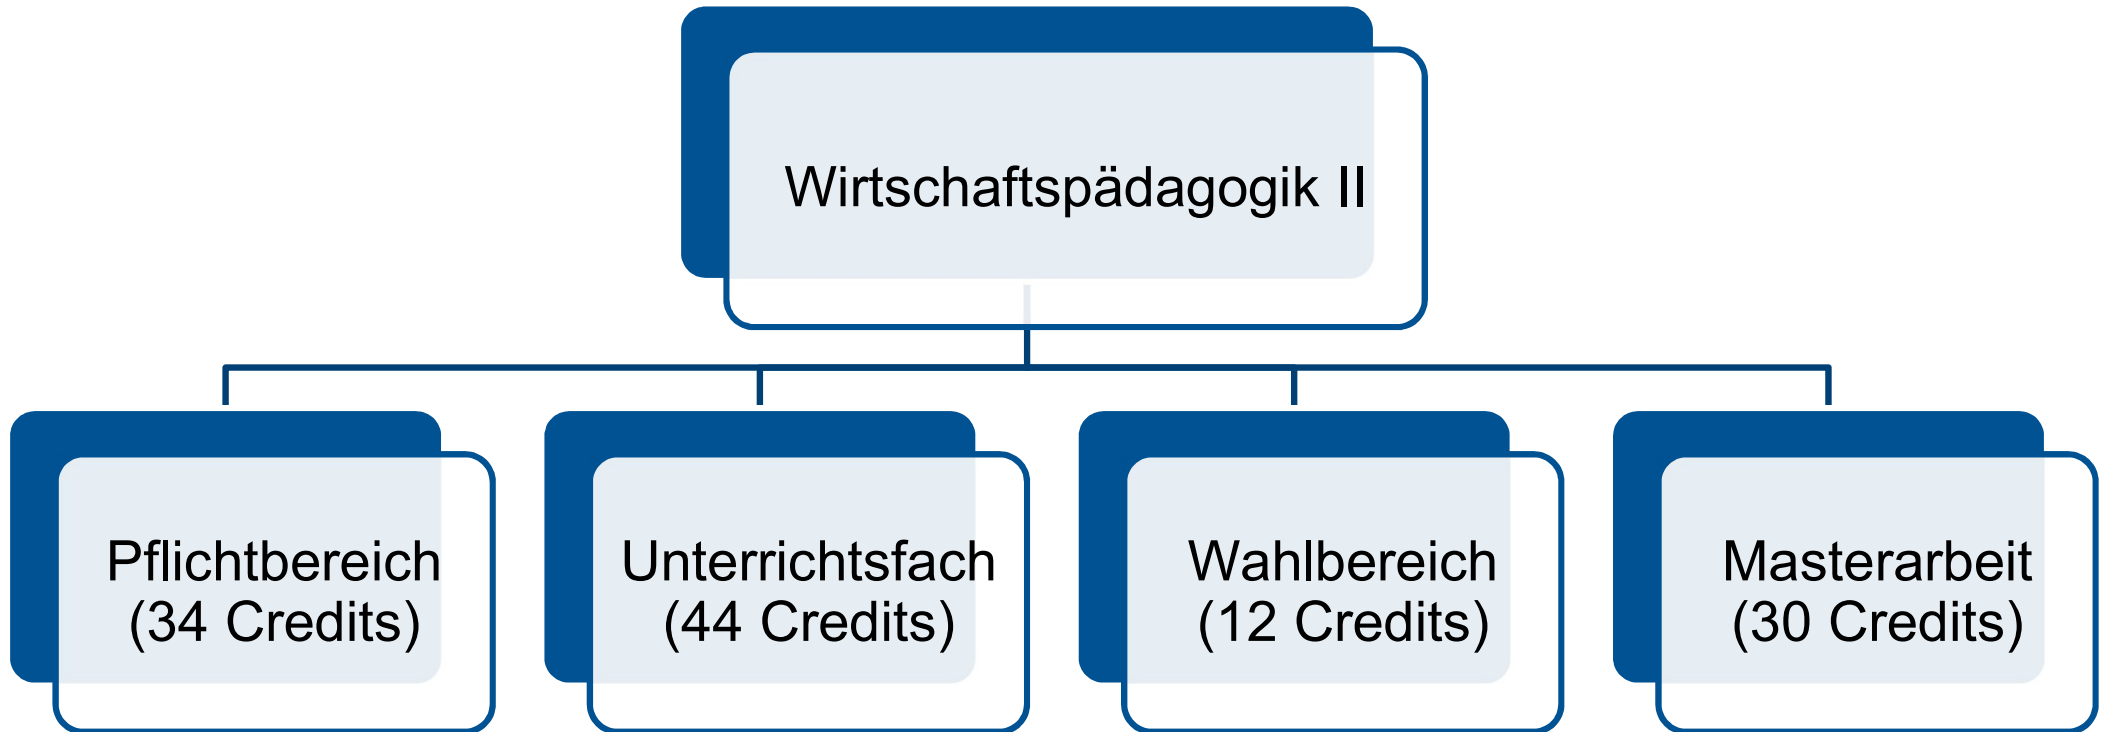 Wirtschaftspädagogik II
Pflichtbereich
(34 Credits)
Unterrichtsfach
(44 Credits)
Wahlbereich
(12 Credits)
Masterarbeit
(30 Credits)